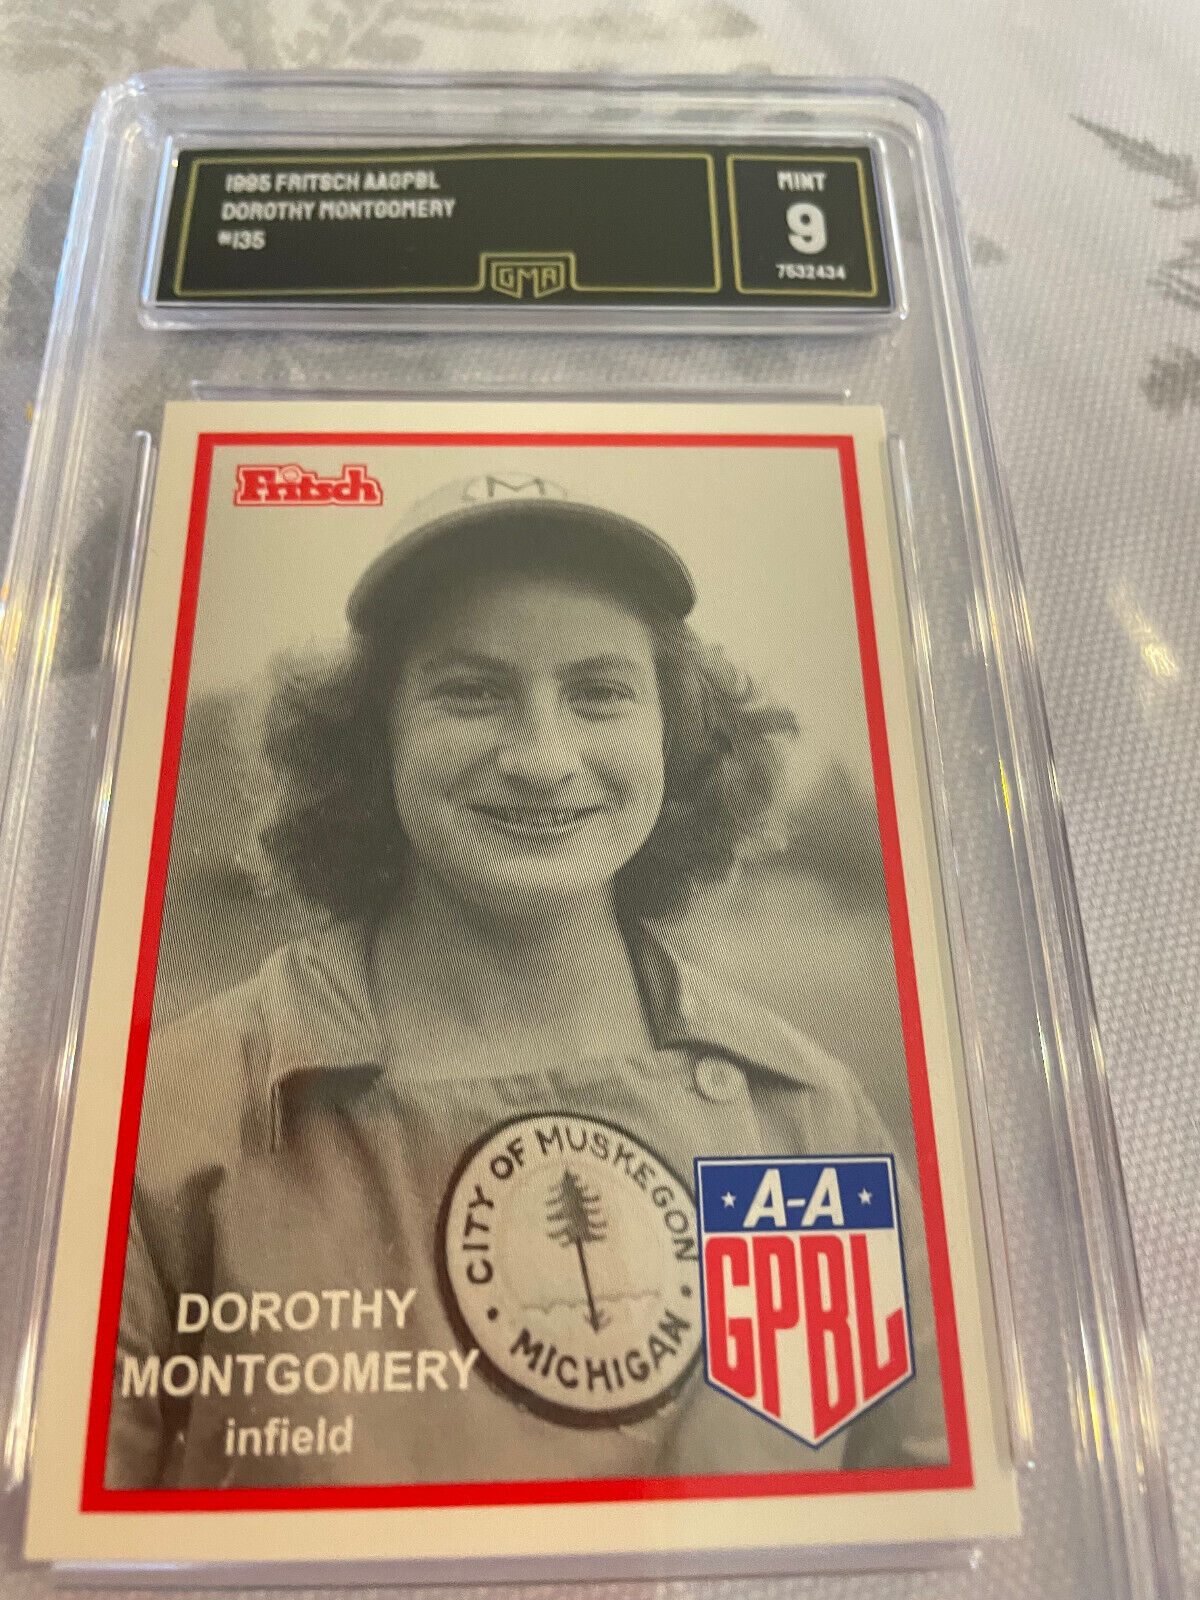 1995 FRITSCH AAGPBL
DOROTHY MONTGOMERY
#135
GMA
MINT
9
7532434
Fritsch
M
CITY OF MUSKEGON
• MICHIGAN •
A-A
GPBL
DOROTHY
MONTGOMERY
infield